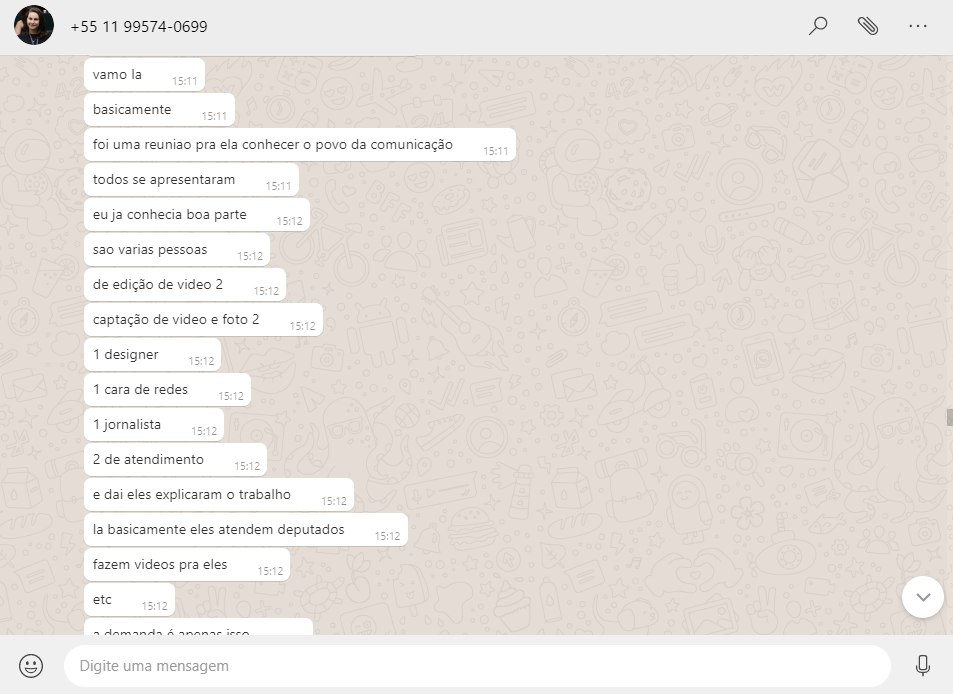 +55 11 99574-0699
vamo la 15:11
basicamente 15:11
foi uma reuniao pra ela conhecer o povo da comunicação 15:11
todos se apresentaram 15:11
eu ja conhecia boa parte 15:12
sao varias pessoas 15:12
de edição de video 2 15:12
captação de video e foto 2 15:12
1 designer 15:12
1 cara de redes 15:12
1 jornalista 15:12
2 de atendimento 15:12
e dai eles explicaram o trabalho 15:12
la basicamente eles atendem deputados 15:12
fazem videos pra eles 15:12
etc 15:12
a demanda é apenas isso
Digite uma mensagem